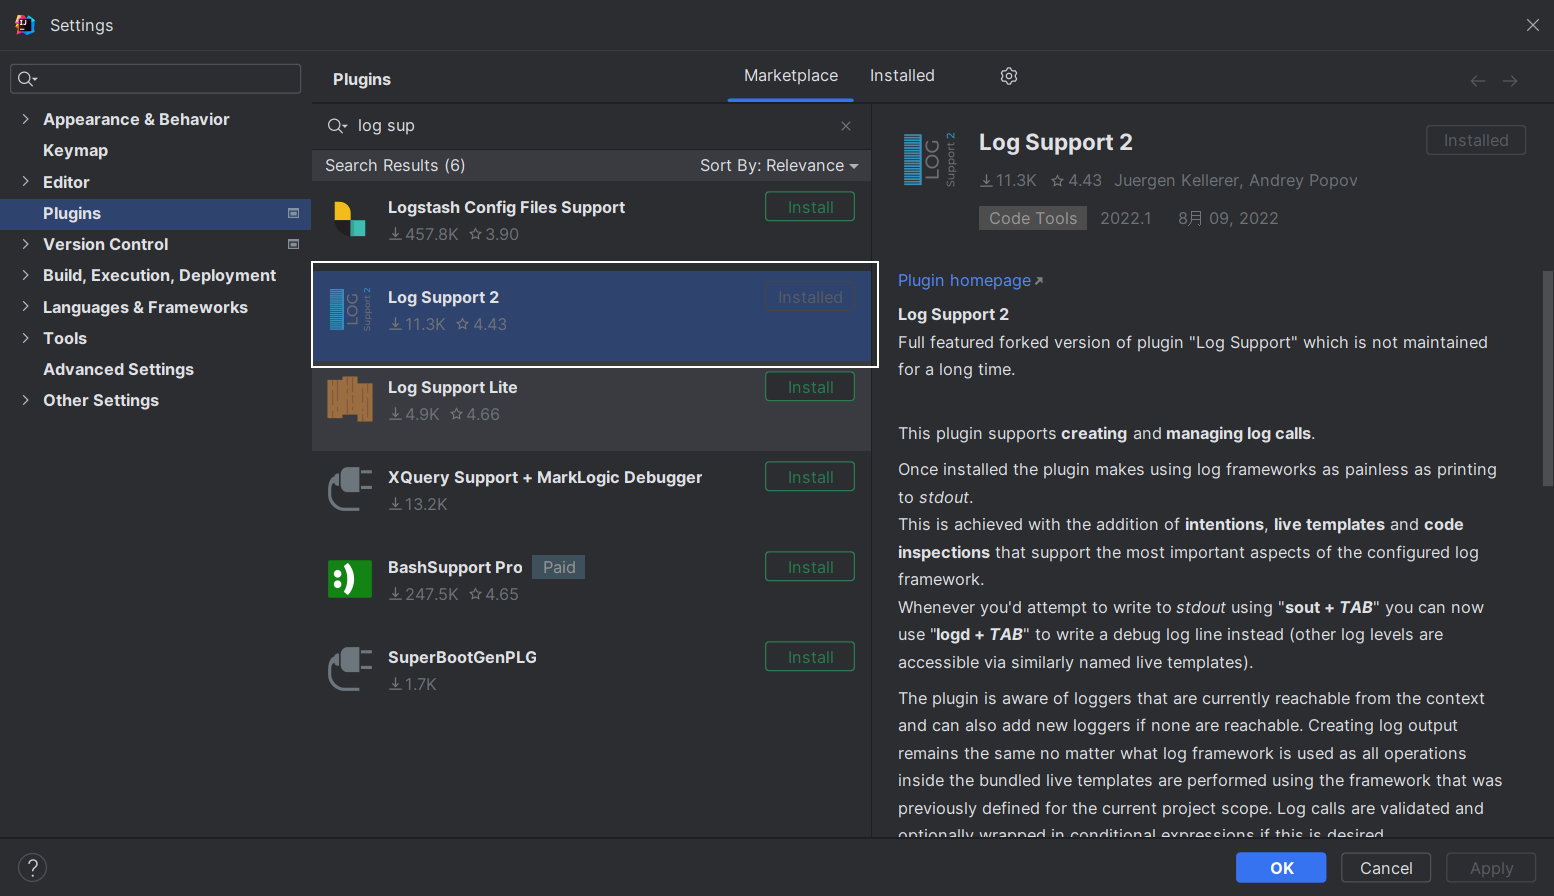 Settings
Plugins
Marketplace
Installed
Appearance & Behavior
Keymap
Editor
Plugins
Version Control
Build, Execution, Deployment
Languages & Frameworks
Tools
Advanced Settings
Other Settings
log sup
Search Results (6)
Sort By: Relevance
Logstash Config Files Support
Install
457.8K 3.90
LOG
Support 2
Log Support 2
Installed
11.3K 4.43
Log Support Lite
Install
4.9K 4.66
XQuery Support + MarkLogic Debugger
Install
13.2K
BashSupport Pro Paid
Install
247.5K 4.65
SuperBootGenPLG
Install
1.7K
LOG
Support 2
Log Support 2
Installed
11.3K 4.43 Juergen Kellerer, Andrey Popov
Code Tools 2022.1 8月 09, 2022
Plugin homepage
Log Support 2
Full featured forked version of plugin "Log Support" which is not maintained
for a long time.
This plugin supports creating and managing log calls.
Once installed the plugin makes using log frameworks as painless as printing
to stdout.
This is achieved with the addition of intentions, live templates and code
inspections that support the most important aspects of the configured log
framework.
Whenever you'd attempt to write to stdout using "sout + TAB" you can now
use "logd + TAB" to write a debug log line instead (other log levels are
accessible via similarly named live templates).
The plugin is aware of loggers that are currently reachable from the context
and can also add new loggers if none are reachable. Creating log output
remains the same no matter what log framework is used as all operations
inside the bundled live templates are performed using the framework that was
previously defined for the current project scope. Log calls are validated and
optionally wrapped in conditional expressions if this is desired.
?
OK
Cancel
Apply